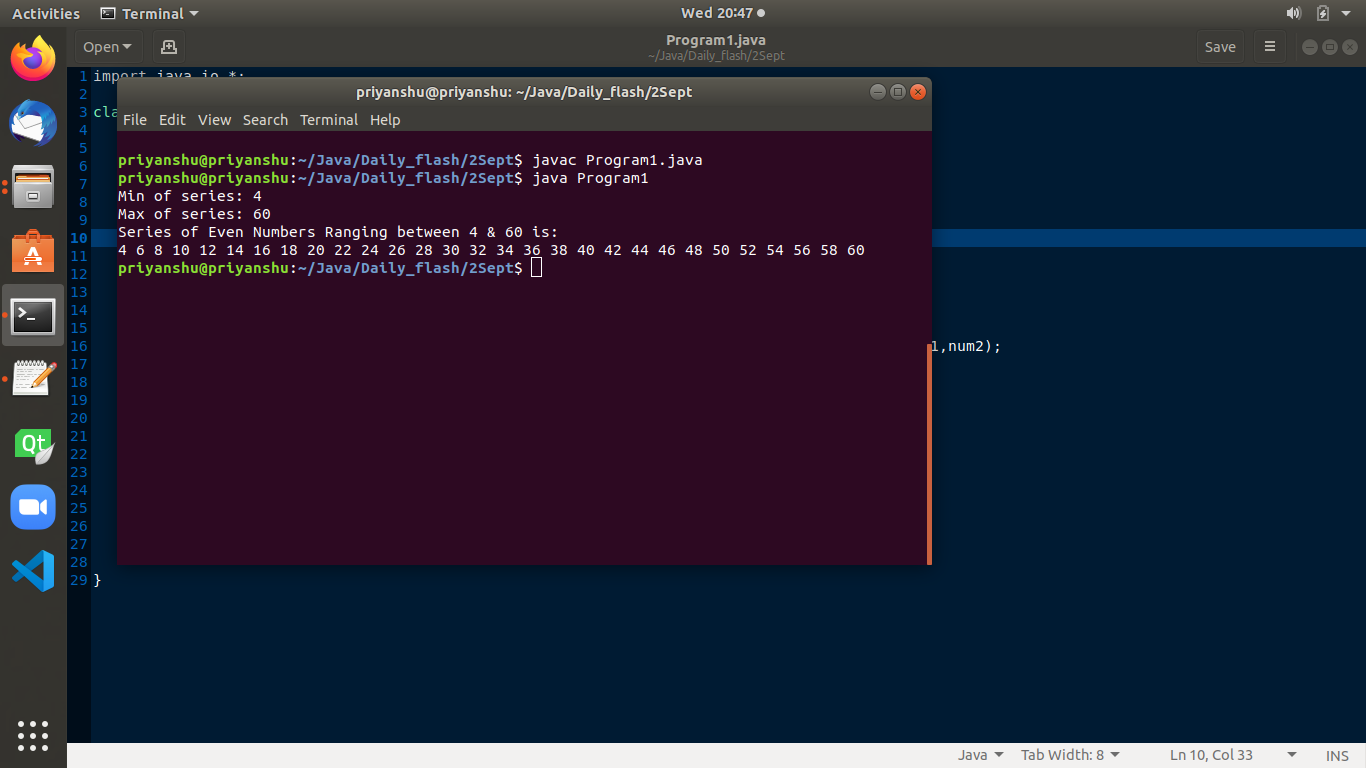 Activities Terminal Wed 20:47
Open Program1.java Save
~/Java/Daily_flash/2Sept
1 import java.io.*;
2
3 cla
4
5
6
7
8
9
10
11
12
13
14
15
16 1,num2);
17
18
19
20
21
22
23
24
25
26
27
28
29 }
priyanshu@priyanshu: ~/Java/Daily_flash/2Sept
File Edit View Search Terminal Help
priyanshu@priyanshu:~/Java/Daily_flash/2Sept$ javac Program1.java
priyanshu@priyanshu:~/Java/Daily_flash/2Sept$ java Program1
Min of series: 4
Max of series: 60
Series of Even Numbers Ranging between 4 & 60 is:
4 6 8 10 12 14 16 18 20 22 24 26 28 30 32 34 36 38 40 42 44 46 48 50 52 54 56 58 60
priyanshu@priyanshu:~/Java/Daily_flash/2Sept$
Qt
Java Tab Width: 8 Ln 10, Col 33 INS